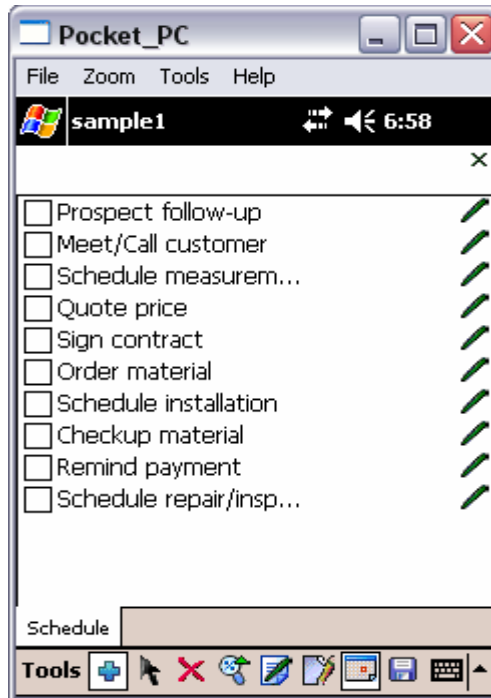 Pocket_PC
File Zoom Tools Help
sample1 6:58
Prospect follow-up
Meet/Call customer
Schedule measurem...
Quote price
Sign contract
Order material
Schedule installation
Checkup material
Remind payment
Schedule repair/insp...
Schedule
Tools